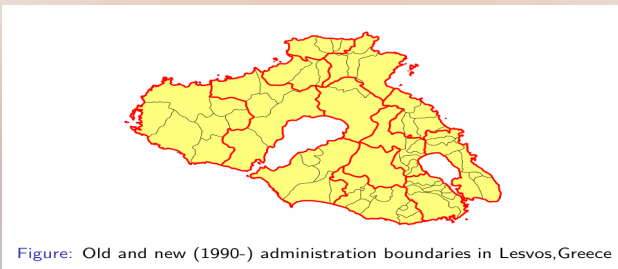 Figure: Old and new (1990-) administration boundaries in Lesvos,Greece